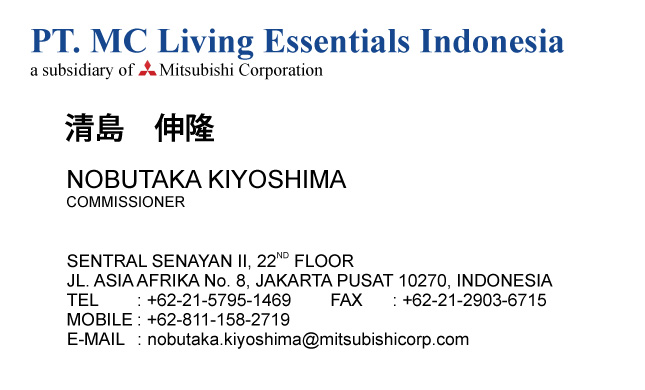 PT. MC Living Essentials Indonesia
a subsidiary of Mitsubishi Corporation
清島　伸隆
NOBUTAKA KIYOSHIMA
COMMISSIONER
SENTRAL SENAYAN II, 22ND FLOOR
JL. ASIA AFRIKA No. 8, JAKARTA PUSAT 10270, INDONESIA
TEL : +62-21-5795-1469 FAX : +62-21-2903-6715
MOBILE : +62-811-158-2719
E-MAIL : nobutaka.kiyoshima@mitsubishicorp.com